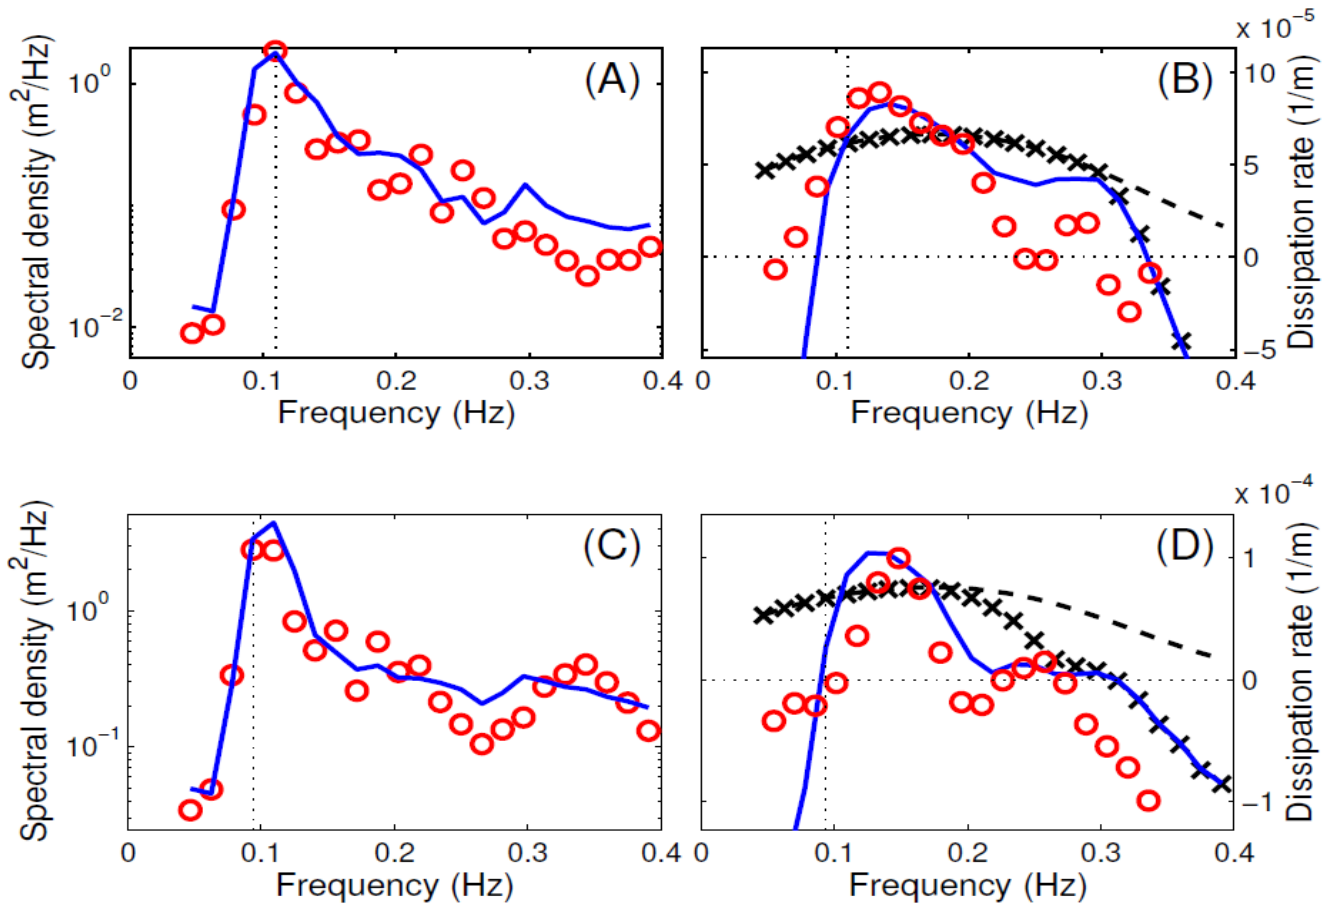 x 10⁻⁵
(A)
(B)
Spectral density (m²/Hz)
10⁰
10⁻²
10
5
0
−5
Dissipation rate (1/m)
0
0.1
0.2
0.3
0.4
0
0.1
0.2
0.3
0.4
Frequency (Hz)
Frequency (Hz)
x 10⁻⁴
(C)
(D)
Spectral density (m²/Hz)
10⁰
10⁻¹
1
0
−1
Dissipation rate (1/m)
0
0.1
0.2
0.3
0.4
0
0.1
0.2
0.3
0.4
Frequency (Hz)
Frequency (Hz)